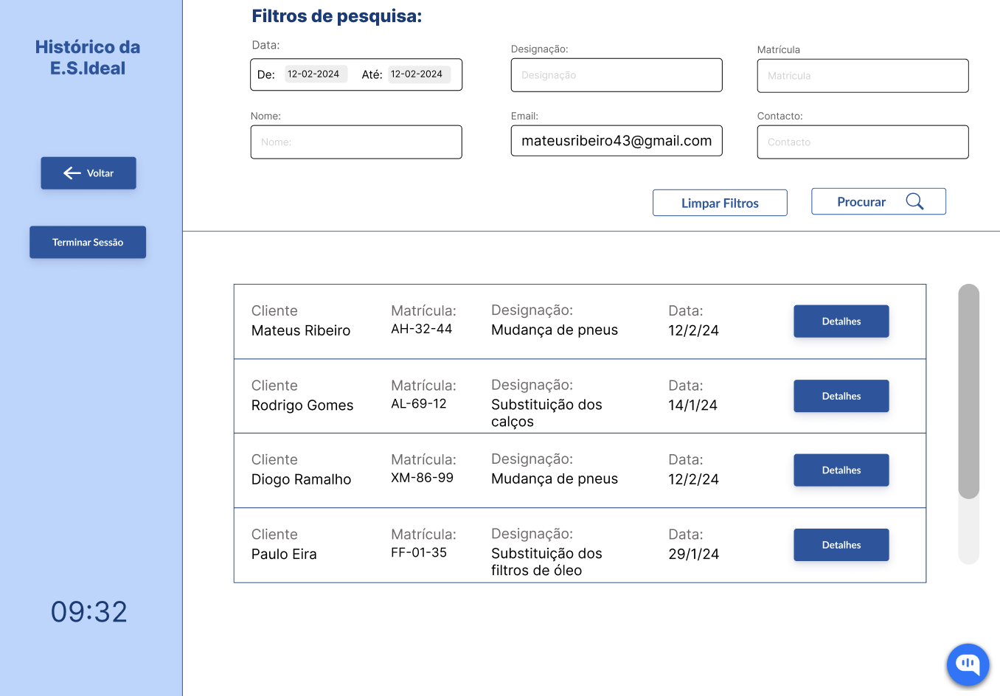 Histórico da
E.S.Ideal
Voltar
Terminar Sessão
09:32
Filtros de pesquisa:
Data:
De: 12-02-2024 Até: 12-02-2024
Designação:
Designação
Matrícula
Matricula
Nome:
Nome:
Email:
mateusribeiro43@gmail.com
Contacto:
Contacto
Limpar Filtros
Procurar
Cliente Matrícula: Designação: Data:
Mateus Ribeiro AH-32-44 Mudança de pneus 12/2/24
Detalhes
Cliente Matrícula: Designação: Data:
Rodrigo Gomes AL-69-12 Substituição dos 14/1/24
calços
Detalhes
Cliente Matrícula: Designação: Data:
Diogo Ramalho XM-86-99 Mudança de pneus 12/2/24
Detalhes
Cliente Matrícula: Designação: Data:
Paulo Eira FF-01-35 Substituição dos 29/1/24
filtros de óleo
Detalhes